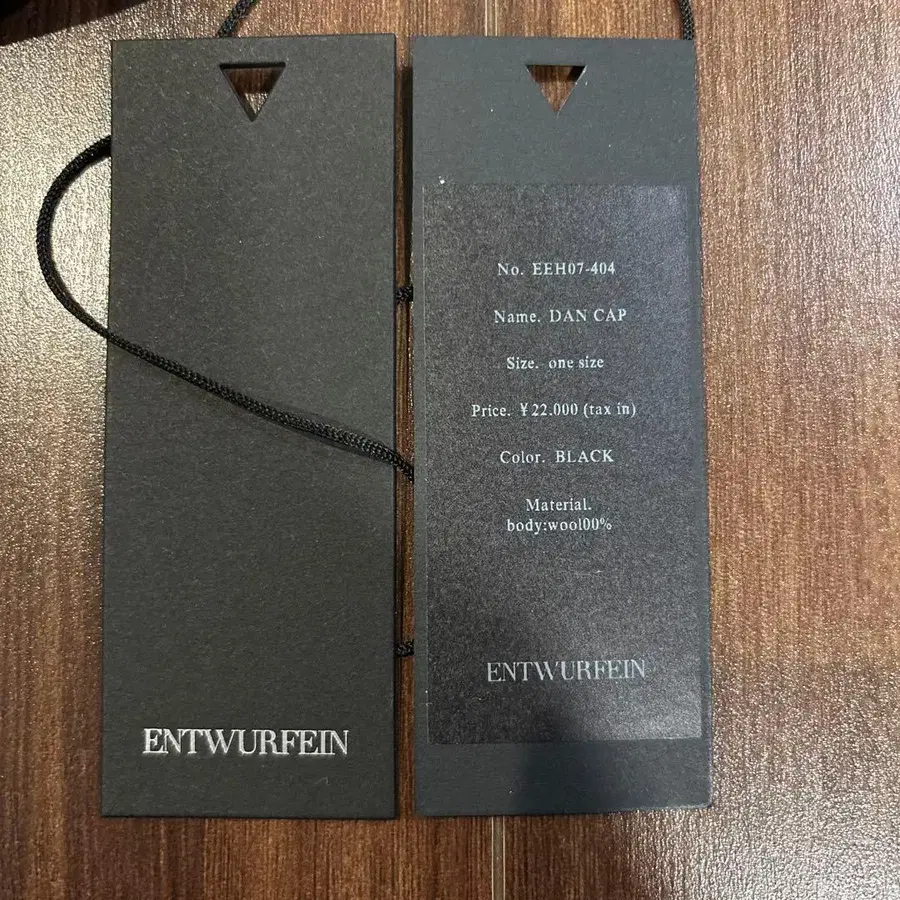 ENTWURFEIN
No. EEH07-404
Name. DAN CAP
Size. one size
Price. ¥22.000 (tax in)
Color. BLACK
Material.
body:wool00%
ENTWURFEIN